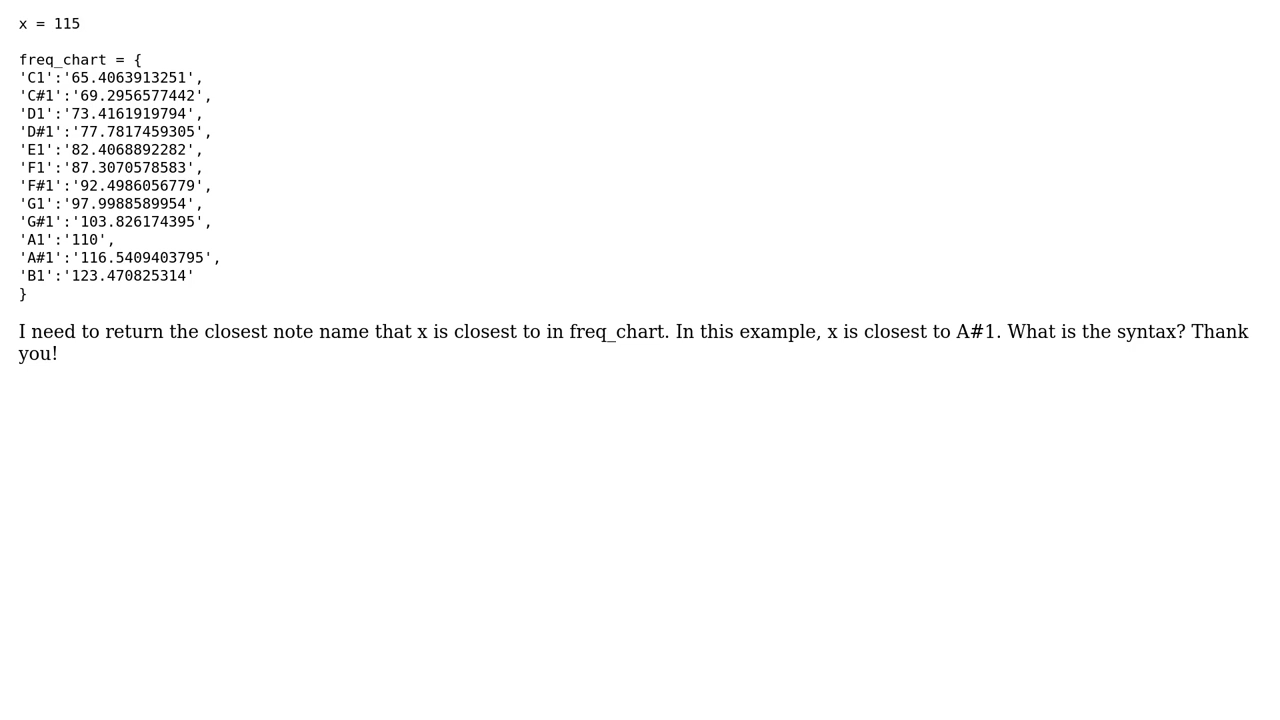 x = 115
freq_chart = {
'C1':'65.4063913251',
'C#1':'69.2956577442',
'D1':'73.4161919794',
'D#1':'77.7817459305',
'E1':'82.4068892282',
'F1':'87.3070578583',
'F#1':'92.4986056779',
'G1':'97.9988589954',
'G#1':'103.826174395',
'A1':'110',
'A#1':'116.5409403795',
'B1':'123.470825314'
}
I need to return the closest note name that x is closest to in freq_chart. In this example, x is closest to A#1. What is the syntax? Thank
you!